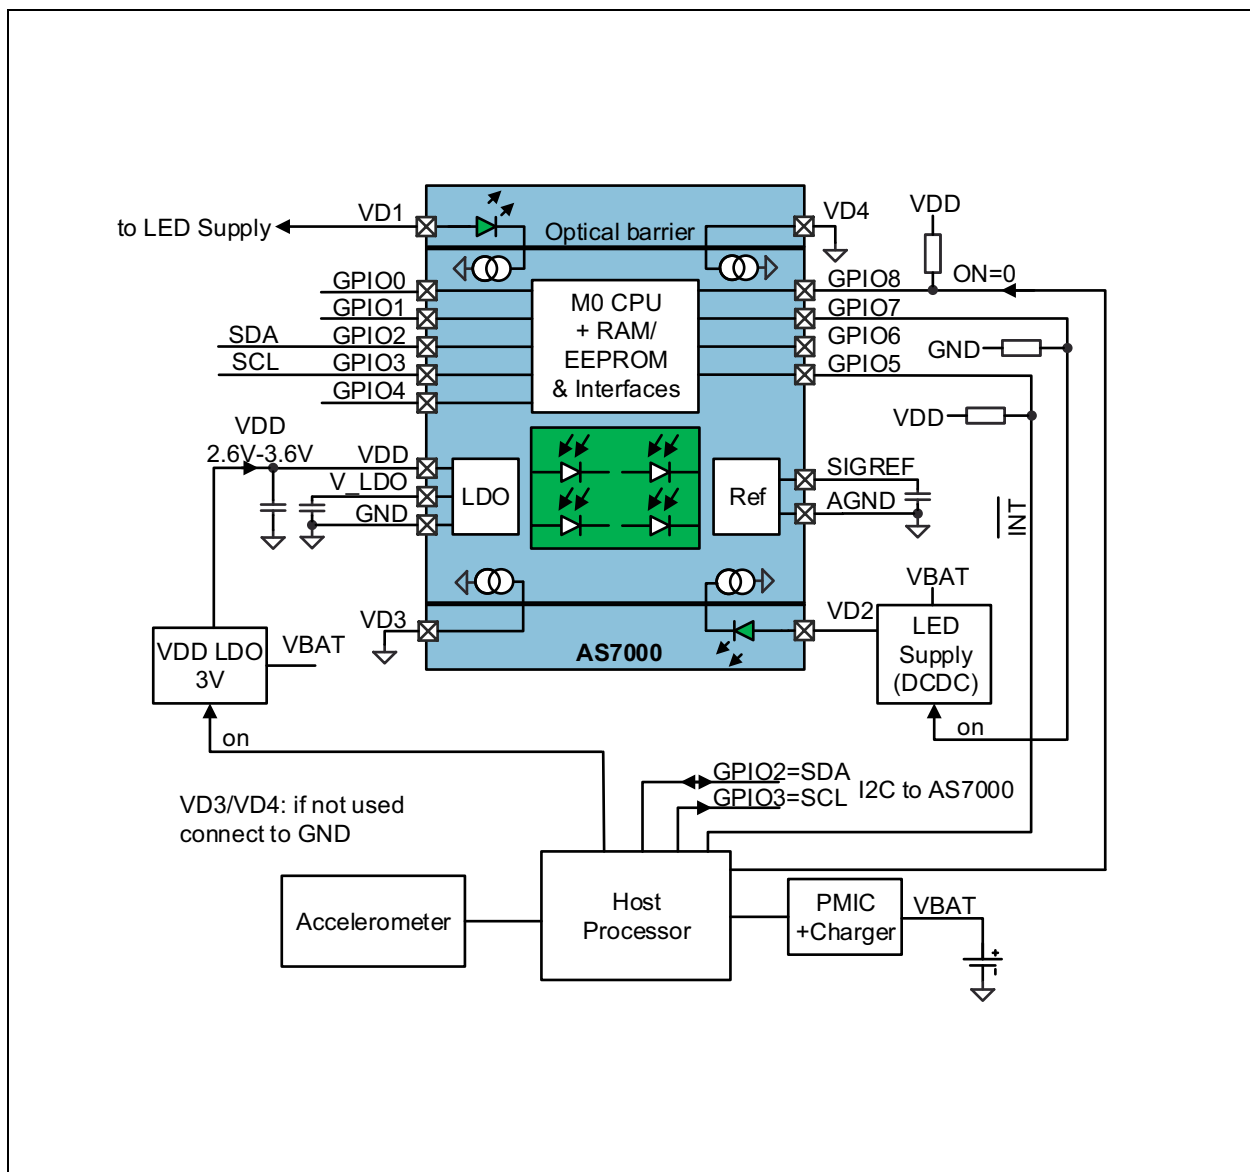 VD1
VD4
VDD
to LED Supply
Optical barrier
GPIO0
GPIO8
ON=0
GPIO1
GPIO7
SDA
GPIO2
GPIO6
GND
SCL
GPIO3
GPIO5
GPIO4
M0 CPU
+ RAM/
EEPROM
& Interfaces
VDD
VDD
2.6V-3.6V
VDD
V_LDO
GND
LDO
Ref
SIGREF
AGND
INT
VBAT
VD3
VD2
LED
Supply
(DCDC)
AS7000
VDD LDO
3V
VBAT
on
on
GPIO2=SDA
GPIO3=SCL
I2C to AS7000
VD3/VD4: if not used
connect to GND
Accelerometer
Host
Processor
PMIC
+Charger
VBAT
+
-